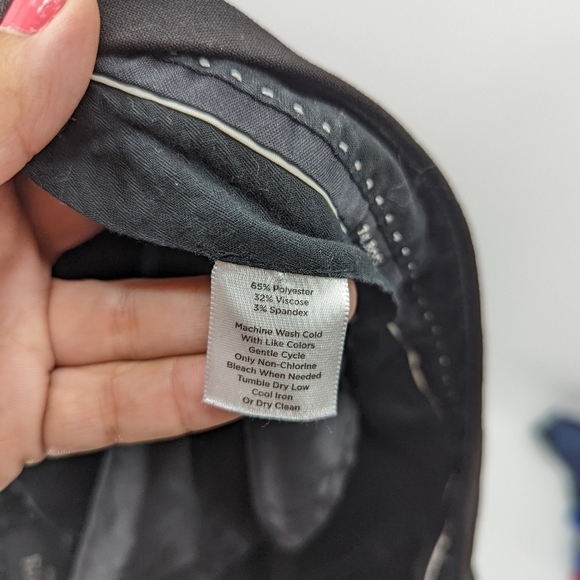 65% Polyester
32% Viscose
3% Spandex
Machine Wash Cold
With Like Colors
Gentle Cycle
Only Non-Chlorine
Bleach When Needed
Tumble Dry Low
Cool Iron
Or Dry Clean